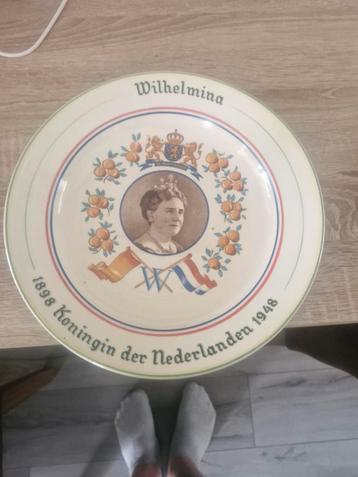 Wilhelmina
W
1898 Koningin der Nederlanden 1948